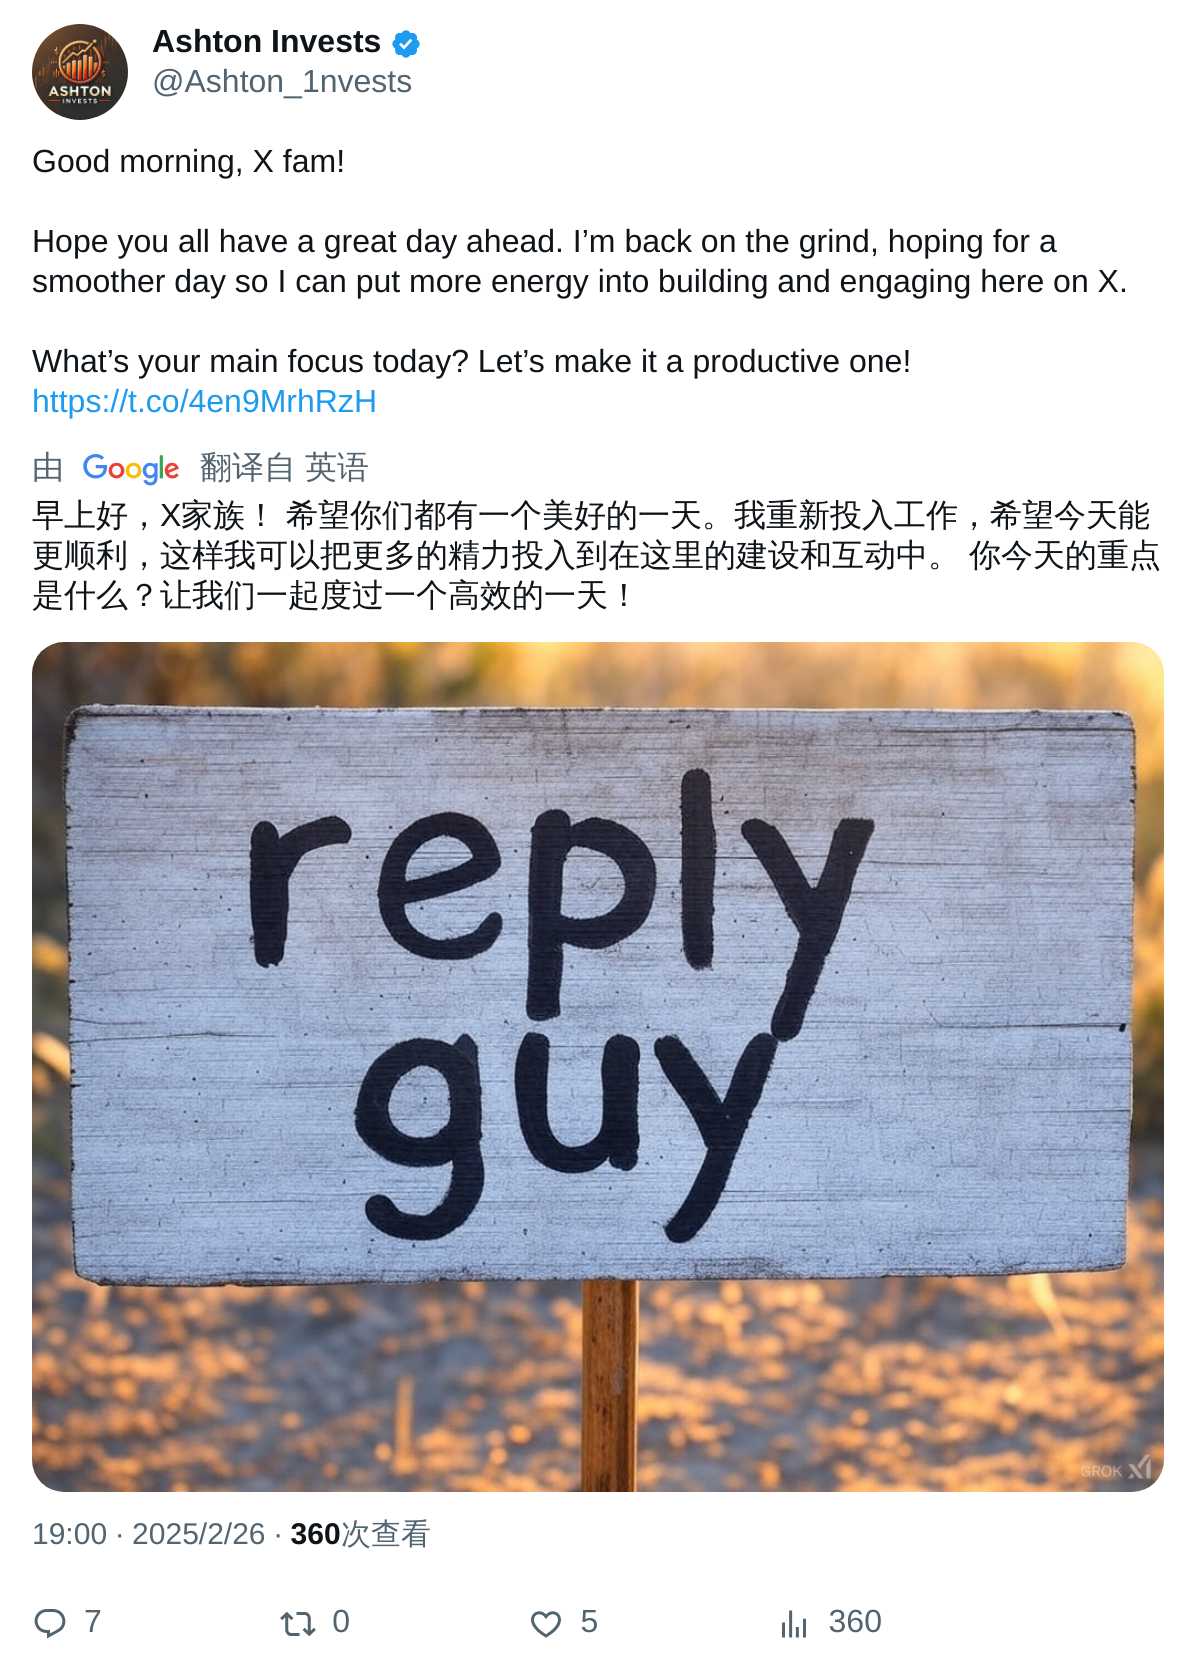 ASHTON
INVESTS
Ashton Invests
@Ashton_1nvests
Good morning, X fam!
Hope you all have a great day ahead. I’m back on the grind, hoping for a
smoother day so I can put more energy into building and engaging here on X.
What’s your main focus today? Let’s make it a productive one!
https://t.co/4en9MrhRzH
由 Google 翻译自 英语
早上好，X家族！ 希望你们都有一个美好的一天。我重新投入工作，希望今天能
更顺利，这样我可以把更多的精力投入到在这里的建设和互动中。 你今天的重点
是什么？让我们一起度过一个高效的一天！
reply
guy
GROK
19:00 · 2025/2/26 · 360次查看
7 0 5 360